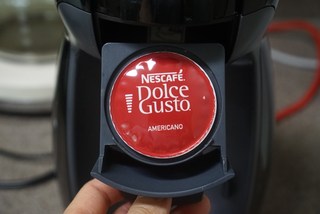 NESCAFÉ.
Dolce
Gusto.
AMERICANO